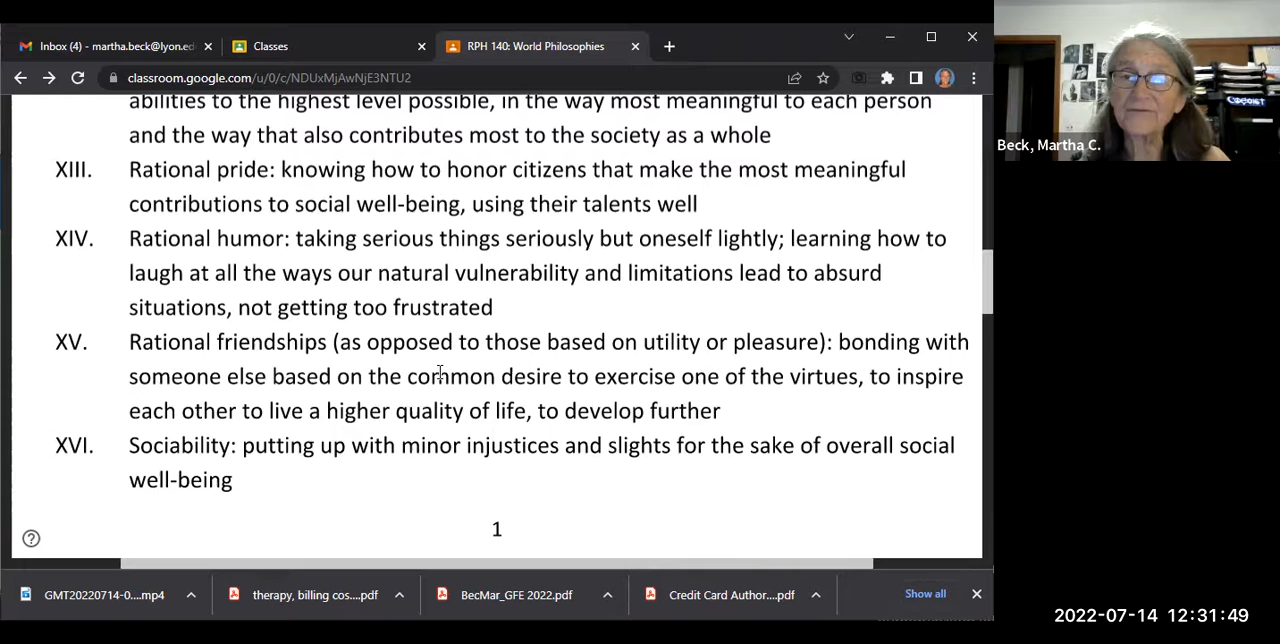 Inbox (4) - martha.beck@lyon.ed
Classes
RPH 140: World Philosophies
classroom.google.com/u/0/c/NDUxMjAwNjE3NTU2
abilities to the highest level possible, in the way most meaningful to each person
and the way that also contributes most to the society as a whole
XIII. Rational pride: knowing how to honor citizens that make the most meaningful
contributions to social well-being, using their talents well
XIV. Rational humor: taking serious things seriously but oneself lightly; learning how to
laugh at all the ways our natural vulnerability and limitations lead to absurd
situations, not getting too frustrated
XV. Rational friendships (as opposed to those based on utility or pleasure): bonding with
someone else based on the common desire to exercise one of the virtues, to inspire
each other to live a higher quality of life, to develop further
XVI. Sociability: putting up with minor injustices and slights for the sake of overall social
well-being
1
GMT20220714-0....mp4
therapy, billing cos....pdf
BecMar_GFE 2022.pdf
Credit Card Author....pdf
Show all
Beck, Martha C.
2022-07-14 12:31:49